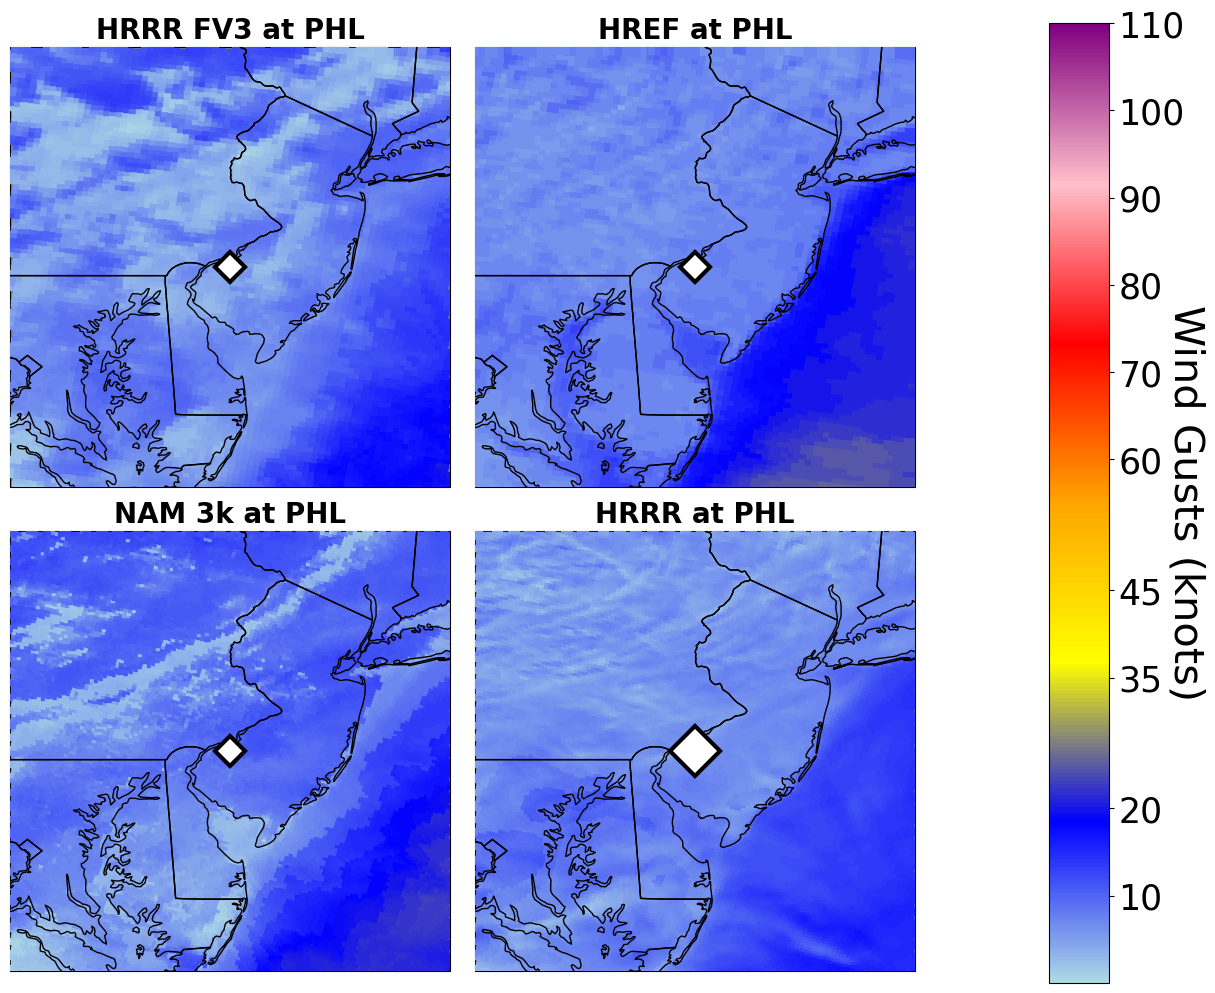 HRRR FV3 at PHL
HREF at PHL
NAM 3k at PHL
HRRR at PHL
110
100
90
80
70
60
45
35
20
10
Wind Gusts (knots)